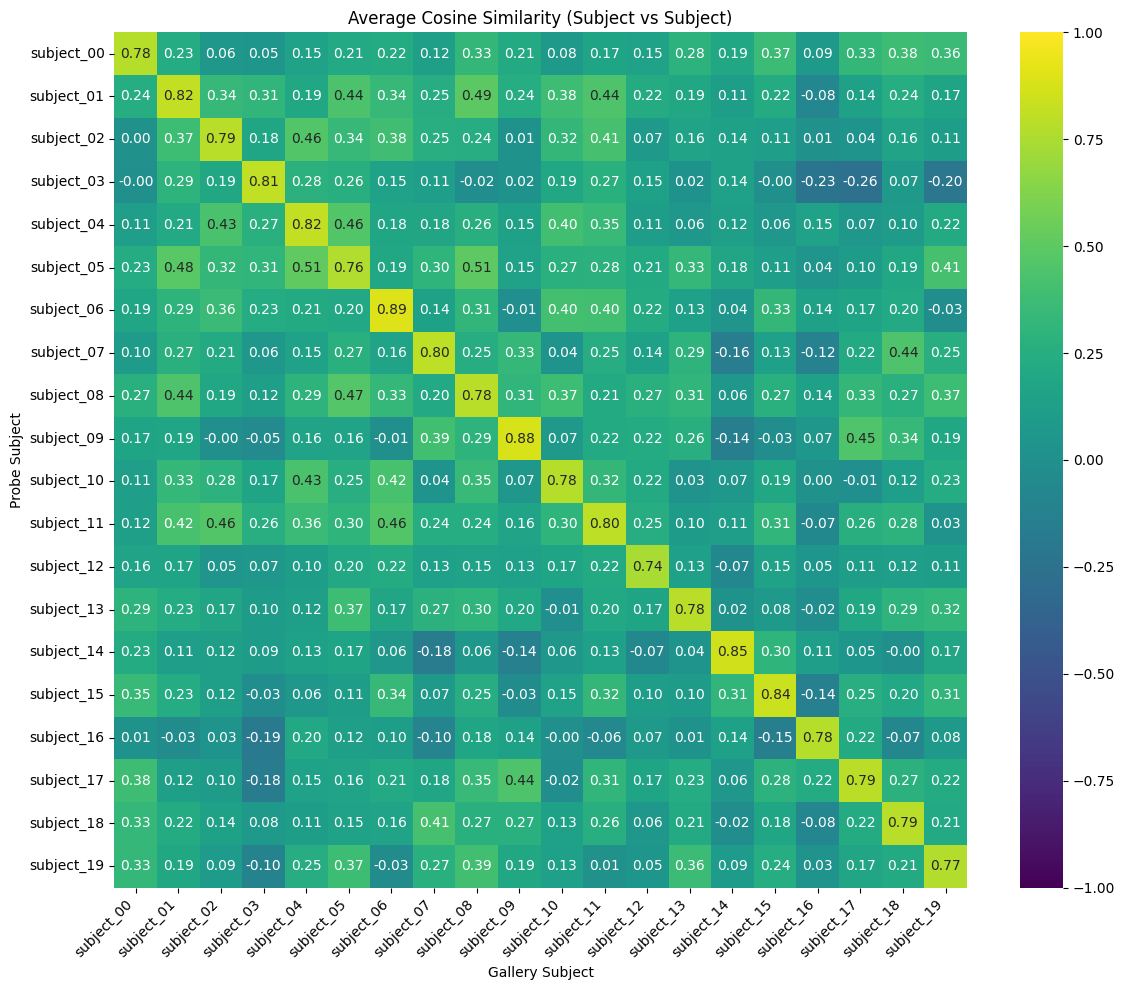 Average Cosine Similarity (Subject vs Subject)
subject_00 0.78 0.23 0.06 0.05 0.15 0.21 0.22 0.12 0.33 0.21 0.08 0.17 0.15 0.28 0.19 0.37 0.09 0.33 0.38 0.36
subject_01 0.24 0.82 0.34 0.31 0.19 0.44 0.34 0.25 0.49 0.24 0.38 0.44 0.22 0.19 0.11 0.22 -0.08 0.14 0.24 0.17
subject_02 0.00 0.37 0.79 0.18 0.46 0.34 0.38 0.25 0.24 0.01 0.32 0.41 0.07 0.16 0.14 0.11 0.01 0.04 0.16 0.11
subject_03 -0.00 0.29 0.19 0.81 0.28 0.26 0.15 0.11 -0.02 0.02 0.19 0.27 0.15 0.02 0.14 -0.00 -0.23 -0.26 0.07 -0.20
subject_04 0.11 0.21 0.43 0.27 0.82 0.46 0.18 0.18 0.26 0.15 0.40 0.35 0.11 0.06 0.12 0.06 0.15 0.07 0.10 0.22
subject_05 0.23 0.48 0.32 0.31 0.51 0.76 0.19 0.30 0.51 0.15 0.27 0.28 0.21 0.33 0.18 0.11 0.04 0.10 0.19 0.41
subject_06 0.19 0.29 0.36 0.23 0.21 0.20 0.89 0.14 0.31 -0.01 0.40 0.40 0.22 0.13 0.04 0.33 0.14 0.17 0.20 -0.03
subject_07 0.10 0.27 0.21 0.06 0.15 0.27 0.16 0.80 0.25 0.33 0.04 0.25 0.14 0.29 -0.16 0.13 -0.12 0.22 0.44 0.25
subject_08 0.27 0.44 0.19 0.12 0.29 0.47 0.33 0.20 0.78 0.31 0.37 0.21 0.27 0.31 0.06 0.27 0.14 0.33 0.27 0.37
subject_09 0.17 0.19 -0.00 -0.05 0.16 0.16 -0.01 0.39 0.29 0.88 0.07 0.22 0.22 0.26 -0.14 -0.03 0.07 0.45 0.34 0.19
subject_10 0.11 0.33 0.28 0.17 0.43 0.25 0.42 0.04 0.35 0.07 0.78 0.32 0.22 0.03 0.07 0.19 0.00 -0.01 0.12 0.23
subject_11 0.12 0.42 0.46 0.26 0.36 0.30 0.46 0.24 0.24 0.16 0.30 0.80 0.25 0.10 0.11 0.31 -0.07 0.26 0.28 0.03
subject_12 0.16 0.17 0.05 0.07 0.10 0.20 0.22 0.13 0.15 0.13 0.17 0.22 0.74 0.13 -0.07 0.15 0.05 0.11 0.12 0.11
subject_13 0.29 0.23 0.17 0.10 0.12 0.37 0.17 0.27 0.30 0.20 -0.01 0.20 0.17 0.78 0.02 0.08 -0.02 0.19 0.29 0.32
subject_14 0.23 0.11 0.12 0.09 0.13 0.17 0.06 -0.18 0.06 -0.14 0.06 0.13 -0.07 0.04 0.85 0.30 0.11 0.05 -0.00 0.17
subject_15 0.35 0.23 0.12 -0.03 0.06 0.11 0.34 0.07 0.25 -0.03 0.15 0.32 0.10 0.10 0.31 0.84 -0.14 0.25 0.20 0.31
subject_16 0.01 -0.03 0.03 -0.19 0.20 0.12 0.10 -0.10 0.18 0.14 -0.00 -0.06 0.07 0.01 0.14 -0.15 0.78 0.22 -0.07 0.08
subject_17 0.38 0.12 0.10 -0.18 0.15 0.16 0.21 0.18 0.35 0.44 -0.02 0.31 0.17 0.23 0.06 0.28 0.22 0.79 0.27 0.22
subject_18 0.33 0.22 0.14 0.08 0.11 0.15 0.16 0.41 0.27 0.27 0.13 0.26 0.06 0.21 -0.02 0.18 -0.08 0.22 0.79 0.21
subject_19 0.33 0.19 0.09 -0.10 0.25 0.37 -0.03 0.27 0.39 0.19 0.13 0.01 0.05 0.36 0.09 0.24 0.03 0.17 0.21 0.77
subject_00 subject_01 subject_02 subject_03 subject_04 subject_05 subject_06 subject_07 subject_08 subject_09 subject_10 subject_11 subject_12 subject_13 subject_14 subject_15 subject_16 subject_17 subject_18 subject_19
Gallery Subject
Probe Subject
1.00
0.75
0.50
0.25
0.00
−0.25
−0.50
−0.75
−1.00